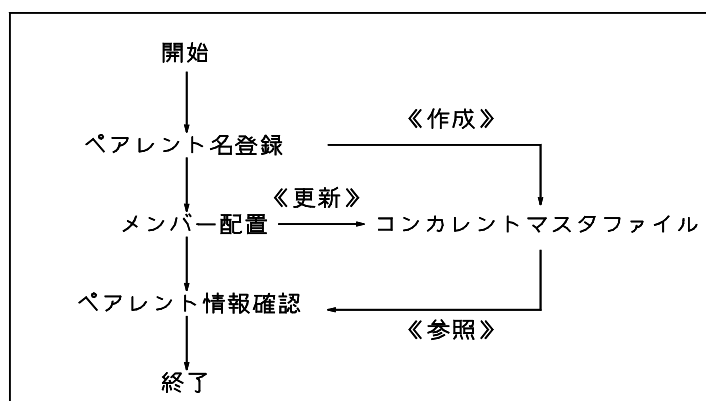 開始
《作成》
ペアレント名登録
《更新》
メンバー配置
コンカレントマスタファイル
ペアレント情報確認
《参照》
終了